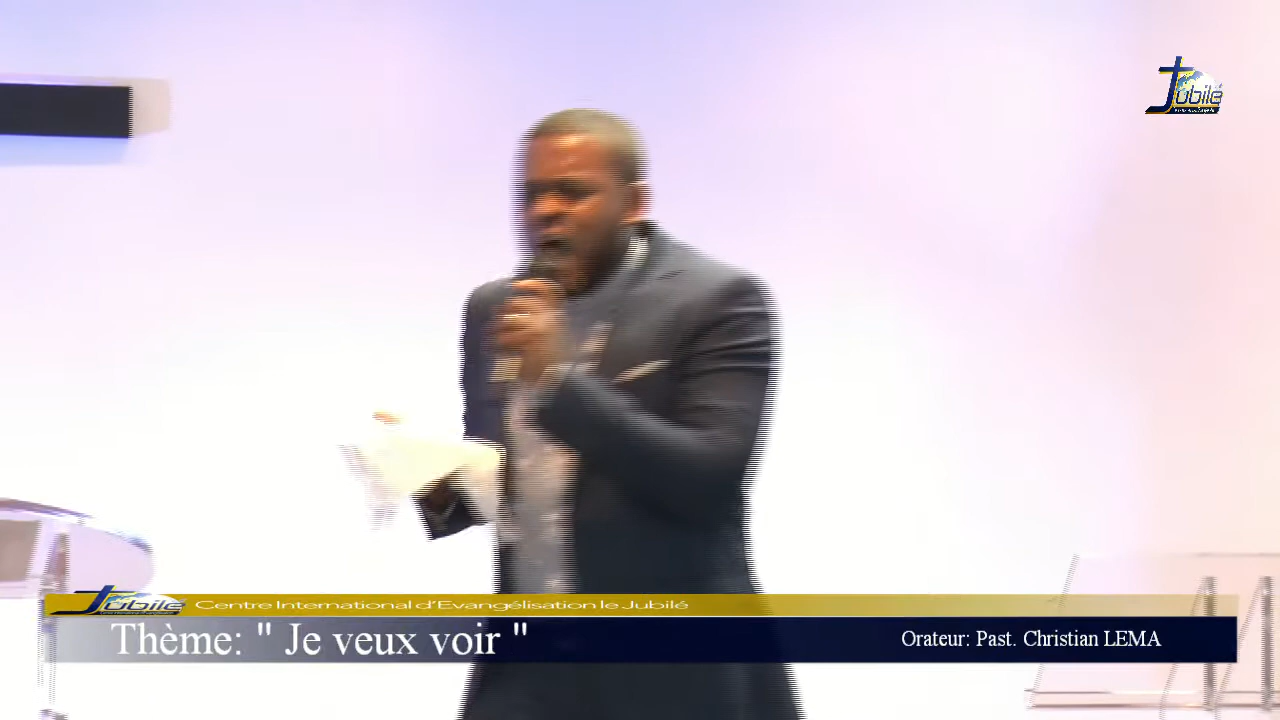 Jubilé
Jubilé Centre International d'Evangélisation le Jubilé
Thème: " Je veux voir "
Orateur: Past. Christian LEMA